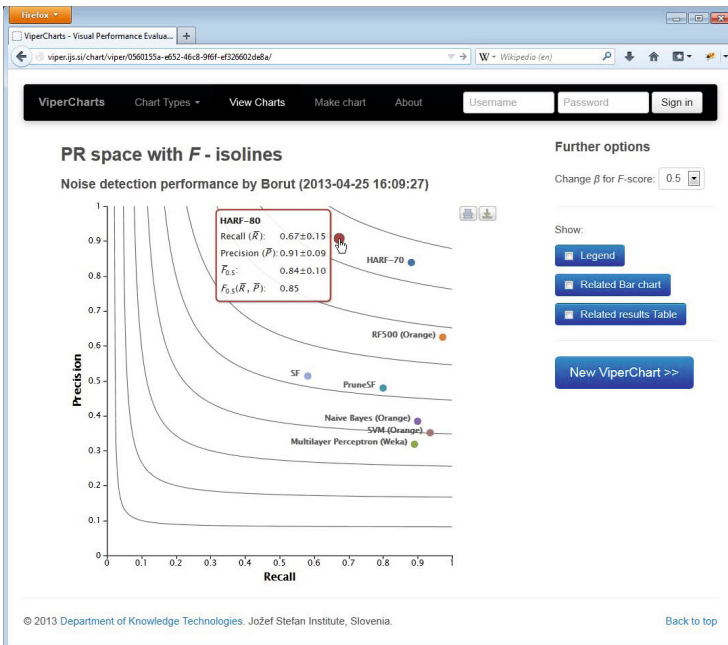 Firefox
ViperCharts - Visual Performance Evalua...
viper.ijs.si/chart/viper/0560155a-e652-46c8-9f6f-ef326602de8a/
W - Wikipedia (en)
ViperCharts Chart Types View Charts Make chart About Username Password Sign in
PR space with F - isolines
Noise detection performance by Borut (2013-04-25 16:09:27)
HARF-80
Recall (R̅): 0.67±0.15
Precision (P̅): 0.91±0.09
F̅0.5: 0.84±0.10
F0.5(R̅, P̅): 0.85
HARF-70
RF500 (Orange)
SF
PruneSF
Naive Bayes (Orange)
SVM (Orange)
Multilayer Perceptron (Weka)
Precision
1
0.9
0.8
0.7
0.6
0.5
0.4
0.3
0.2
0.1
0
0 0.1 0.2 0.3 0.4 0.5 0.6 0.7 0.8 0.9 1
Recall
Further options
Change β for F-score: 0.5
Show:
Legend
Related Bar chart
Related results Table
New ViperChart >>
© 2013 Department of Knowledge Technologies. Jožef Stefan Institute, Slovenia.
Back to top